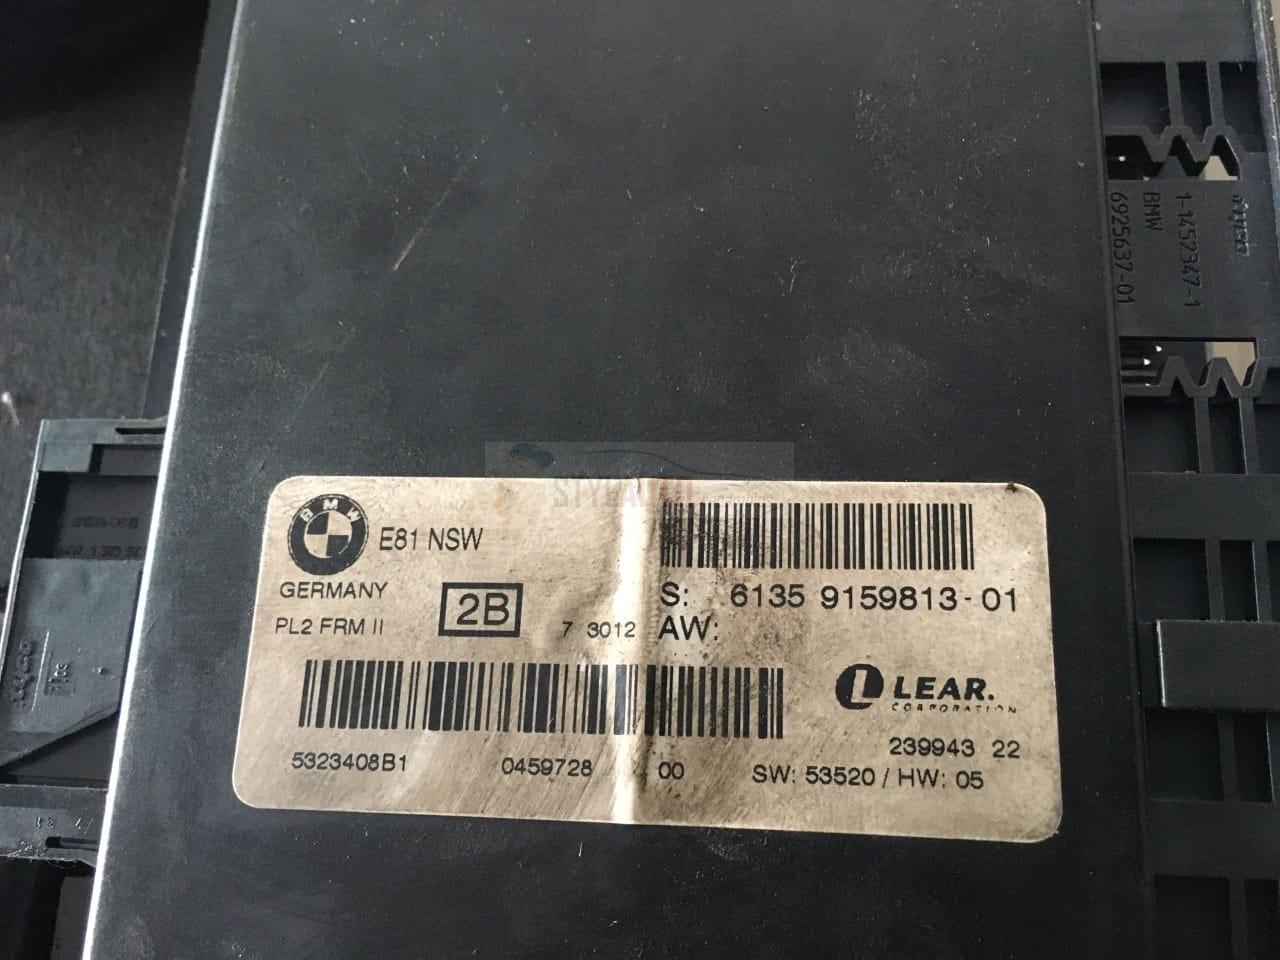 BMW
E81 NSW
GERMANY
PL2 FRM II
2B
7 3012
S: 6135 9159813-01
AW:
LEAR.
CORPORATION
5323408B1 0459728 00
239943 22
SW: 53520 / HW: 05
1-1452347-1
BMW
6925637-01
STYLAUTO